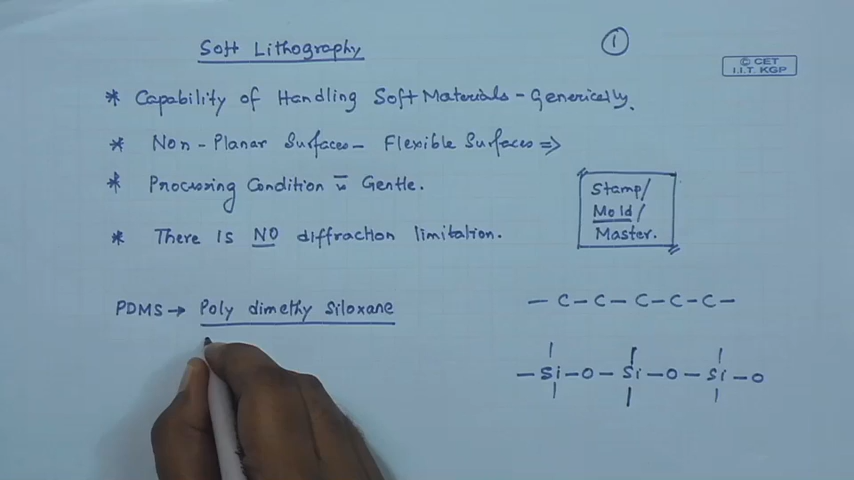 Soft Lithography
①
© CET
I.I.T. KGP
* Capability of Handling Soft Materials - Generically.
* Non-Planar Surfaces - Flexible Surfaces ⇒
* Processing Condition is Gentle.
* There is NO diffraction limitation.
Stamp/
Mold/
Master.
PDMS → Poly dimethy Siloxane
— C — C — C — C — C —
— Si — O — Si — O — Si — O